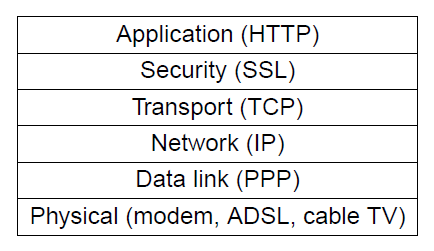 Application (HTTP)
Security (SSL)
Transport (TCP)
Network (IP)
Data link (PPP)
Physical (modem, ADSL, cable TV)